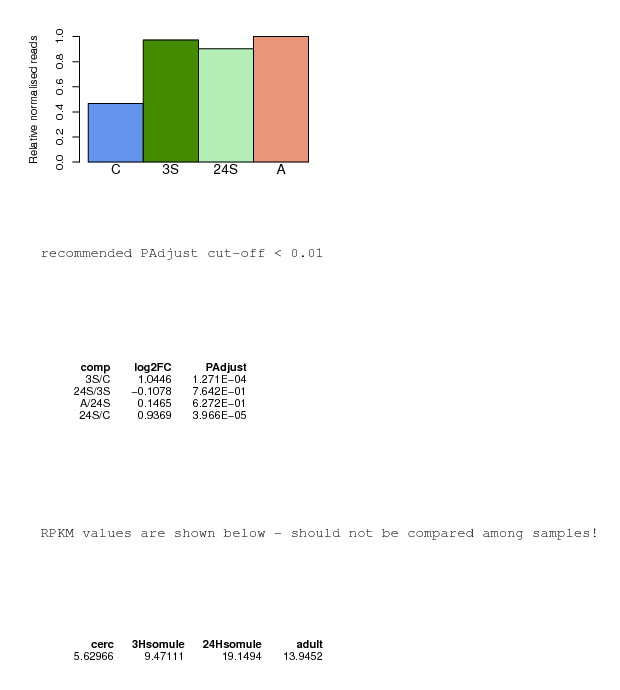 Relative normalised reads
1.0
0.8
0.6
0.4
0.2
0.0
C 3S 24S A
recommended PAdjust cut-off < 0.01
comp log2FC PAdjust
3S/C 1.0446 1.271E−04
24S/3S −0.1078 7.642E−01
A/24S 0.1465 6.272E−01
24S/C 0.9369 3.966E−05
RPKM values are shown below - should not be compared among samples!
cerc 3Hsomule 24Hsomule adult
5.62966 9.47111 19.1494 13.9452